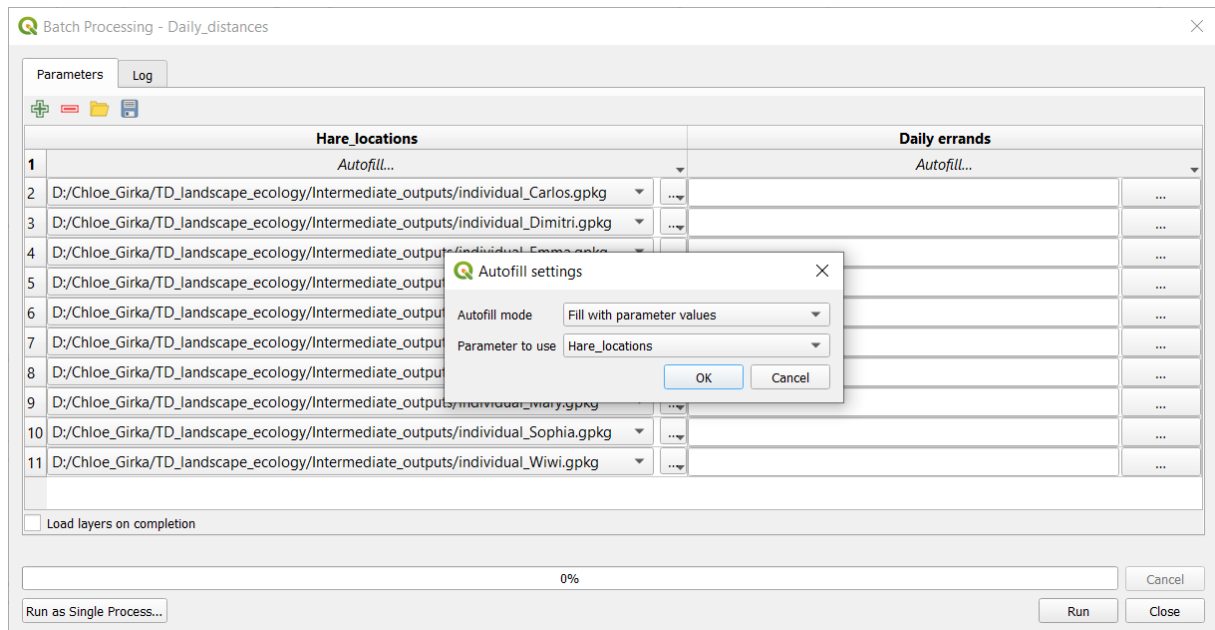 Batch Processing - Daily_distances
Parameters Log
Hare_locations Daily errands
1 Autofill... Autofill...
2 D:/Chloe_Girka/TD_landscape_ecology/Intermediate_outputs/individual_Carlos.gpkg ... ...
3 D:/Chloe_Girka/TD_landscape_ecology/Intermediate_outputs/individual_Dimitri.gpkg ... ...
4 D:/Chloe_Girka/TD_landscape_ecology/Intermediate_outputs/individual_Emma.gpkg ...
Autofill settings
5 D:/Chloe_Girka/TD_landscape_ecology/Intermediate_output ...
Autofill mode Fill with parameter values
6 D:/Chloe_Girka/TD_landscape_ecology/Intermediate_output ...
Parameter to use Hare_locations
7 D:/Chloe_Girka/TD_landscape_ecology/Intermediate_output ...
OK Cancel
8 D:/Chloe_Girka/TD_landscape_ecology/Intermediate_output ...
9 D:/Chloe_Girka/TD_landscape_ecology/Intermediate_outputs/individual_Mary.gpkg ... ...
10 D:/Chloe_Girka/TD_landscape_ecology/Intermediate_outputs/individual_Sophia.gpkg ... ...
11 D:/Chloe_Girka/TD_landscape_ecology/Intermediate_outputs/individual_Wiwi.gpkg ... ...
Load layers on completion
0% Cancel
Run as Single Process... Run Close